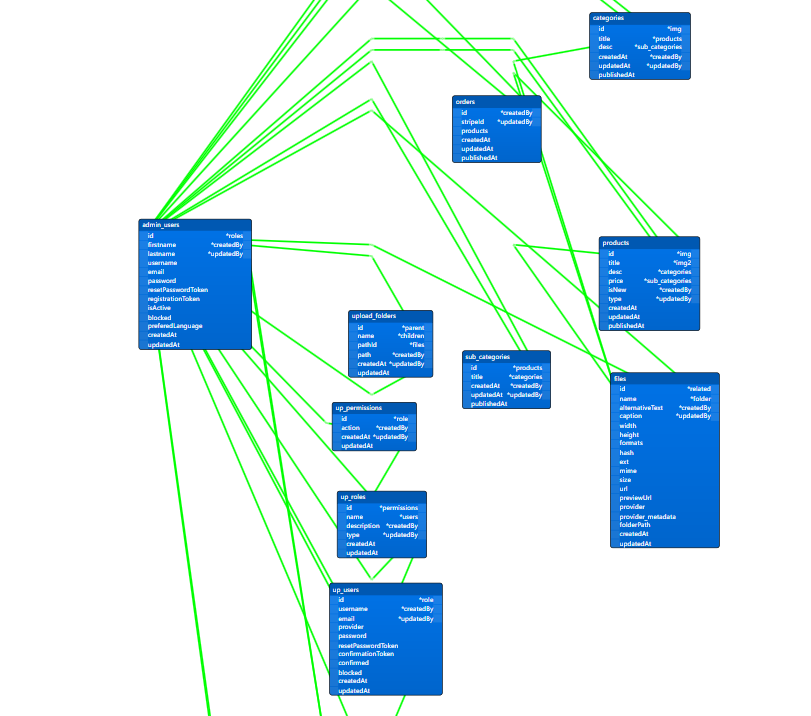 categories
id *img
title *products
desc *sub_categories
createdAt *createdBy
updatedAt *updatedBy
publishedAt
orders
id *createdBy
stripeId *updatedBy
products
createdAt
updatedAt
publishedAt
admin_users
id *roles
firstname *createdBy
lastname *updatedBy
username
email
password
resetPasswordToken
registrationToken
isActive
blocked
preferedLanguage
createdAt
updatedAt
products
id *img
title *img2
desc *categories
price *sub_categories
isNew *createdBy
type *updatedBy
createdAt
updatedAt
publishedAt
upload_folders
id *parent
name *children
pathId *files
path *createdBy
createdAt *updatedBy
updatedAt
sub_categories
id *products
title *categories
createdAt *createdBy
updatedAt *updatedBy
publishedAt
files
id *related
name *folder
alternativeText *createdBy
caption *updatedBy
width
height
formats
hash
ext
mime
size
url
previewUrl
provider
provider_metadata
folderPath
createdAt
updatedAt
up_permissions
id *role
action *createdBy
createdAt *updatedBy
updatedAt
up_roles
id *permissions
name *users
description *createdBy
type *updatedBy
createdAt
updatedAt
up_users
id *role
username *createdBy
email *updatedBy
provider
password
resetPasswordToken
confirmationToken
confirmed
blocked
createdAt
updatedAt